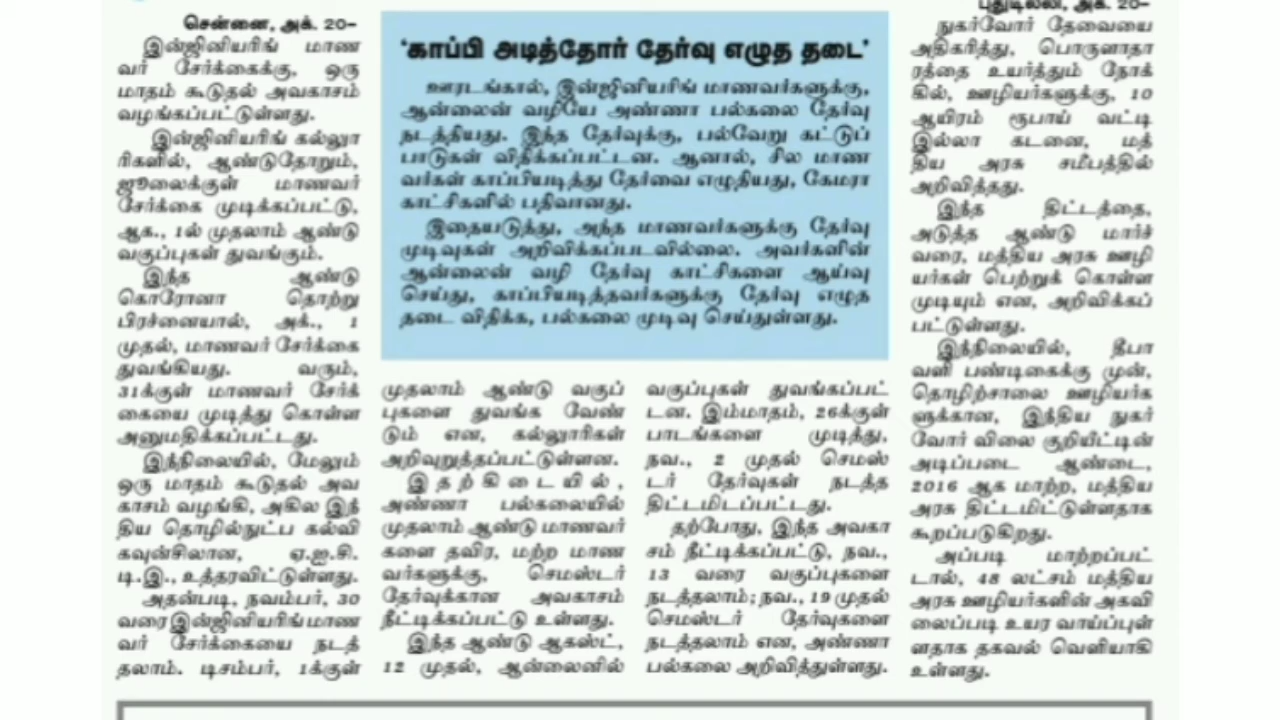 சென்னை, அக். 20–
இன்ஜினியரிங் மாண
வர் சேர்க்கைக்கு, ஒரு
மாதம் கூடுதல் அவகாசம்
வழங்கப்பட்டுள்ளது.
இன்ஜினியரிங் கல்லூ
ரிகளில், ஆண்டுதோறும்,
ஜூலைக்குள் மாணவர்
சேர்க்கை முடிக்கப்பட்டு,
ஆக., 1ல் முதலாம் ஆண்டு
வகுப்புகள் துவங்கும்.
இந்த ஆண்டு
கொரோனா தொற்று
பிரச்னையால், அக்., 1
முதல், மாணவர் சேர்க்கை
துவங்கியது. வரும்,
31க்குள் மாணவர் சேர்க்
கையை முடித்து கொள்ள
அனுமதிக்கப்பட்டது.
இந்நிலையில், மேலும்
ஒரு மாதம் கூடுதல் அவ
காசம் வழங்கி, அகில இந்
திய தொழில்நுட்ப கல்வி
கவுன்சிலான, ஏ.ஐ.சி.
டி.இ., உத்தரவிட்டுள்ளது.
அதன்படி, நவம்பர், 30
வரை இன்ஜினியரிங் மாண
வர் சேர்க்கையை நடத்
தலாம். டிசம்பர், 1க்குள்
'காப்பி அடித்தோர் தேர்வு எழுத தடை'
ஊரடங்கால், இன்ஜினியரிங் மாணவர்களுக்கு,
ஆன்லைன் வழியே அண்ணா பல்கலை தேர்வு
நடத்தியது. இந்த தேர்வுக்கு, பல்வேறு கட்டுப்
பாடுகள் விதிக்கப்பட்டன. ஆனால், சில மாண
வர்கள் காப்பியடித்து தேர்வை எழுதியது, கேமரா
காட்சிகளில் பதிவானது.
இதையடுத்து, அந்த மாணவர்களுக்கு தேர்வு
முடிவுகள் அறிவிக்கப்படவில்லை. அவர்களின்
ஆன்லைன் வழி தேர்வு காட்சிகளை ஆய்வு
செய்து, காப்பியடித்தவர்களுக்கு தேர்வு எழுத
தடை விதிக்க, பல்கலை முடிவு செய்துள்ளது.
முதலாம் ஆண்டு வகுப்
புகளை துவங்க வேண்
டும் என, கல்லூரிகள்
அறிவுறுத்தப்பட்டுள்ளன.
இதற்கிடையில்,
அண்ணா பல்கலையில்
முதலாம் ஆண்டு மாணவர்
களை தவிர, மற்ற மாண
வர்களுக்கு, செமஸ்டர்
தேர்வுக்கான அவகாசம்
நீட்டிக்கப்பட்டு உள்ளது.
இந்த ஆண்டு ஆகஸ்ட்,
12 முதல், ஆன்லைனில்
வகுப்புகள் துவங்கப்பட்
டன. இம்மாதம், 26க்குள்
பாடங்களை முடித்து,
நவ., 2 முதல் செமஸ்
டர் தேர்வுகள் நடத்த
திட்டமிடப்பட்டது.
தற்போது, இந்த அவகா
சம் நீட்டிக்கப்பட்டு, நவ.,
13 வரை வகுப்புகளை
நடத்தலாம்; நவ., 19 முதல்
செமஸ்டர் தேர்வுகளை
நடத்தலாம் என, அண்ணா
பல்கலை அறிவித்துள்ளது.
புதுடில்லி, அக். 20–
நுகர்வோர் தேவையை
அதிகரித்து, பொருளாதா
ரத்தை உயர்த்தும் நோக்
கில், ஊழியர்களுக்கு, 10
ஆயிரம் ரூபாய் வட்டி
இல்லா கடனை, மத்
திய அரசு சமீபத்தில்
அறிவித்தது.
இந்த திட்டத்தை,
அடுத்த ஆண்டு மார்ச்
வரை, மத்திய அரசு ஊழி
யர்கள் பெற்றுக் கொள்ள
முடியும் என, அறிவிக்கப்
பட்டுள்ளது.
இந்நிலையில், தீபா
வளி பண்டிகைக்கு முன்,
தொழிற்சாலை ஊழியர்க
ளுக்கான, இந்திய நுகர்
வோர் விலை குறியீட்டின்
அடிப்படை ஆண்டை,
2016 ஆக மாற்ற, மத்திய
அரசு திட்டமிட்டுள்ளதாக
கூறப்படுகிறது.
அப்படி மாற்றப்பட்
டால், 48 லட்சம் மத்திய
அரசு ஊழியர்களின் அகவி
லைப்படி உயர வாய்ப்புள்
ளதாக தகவல் வெளியாகி
உள்ளது.